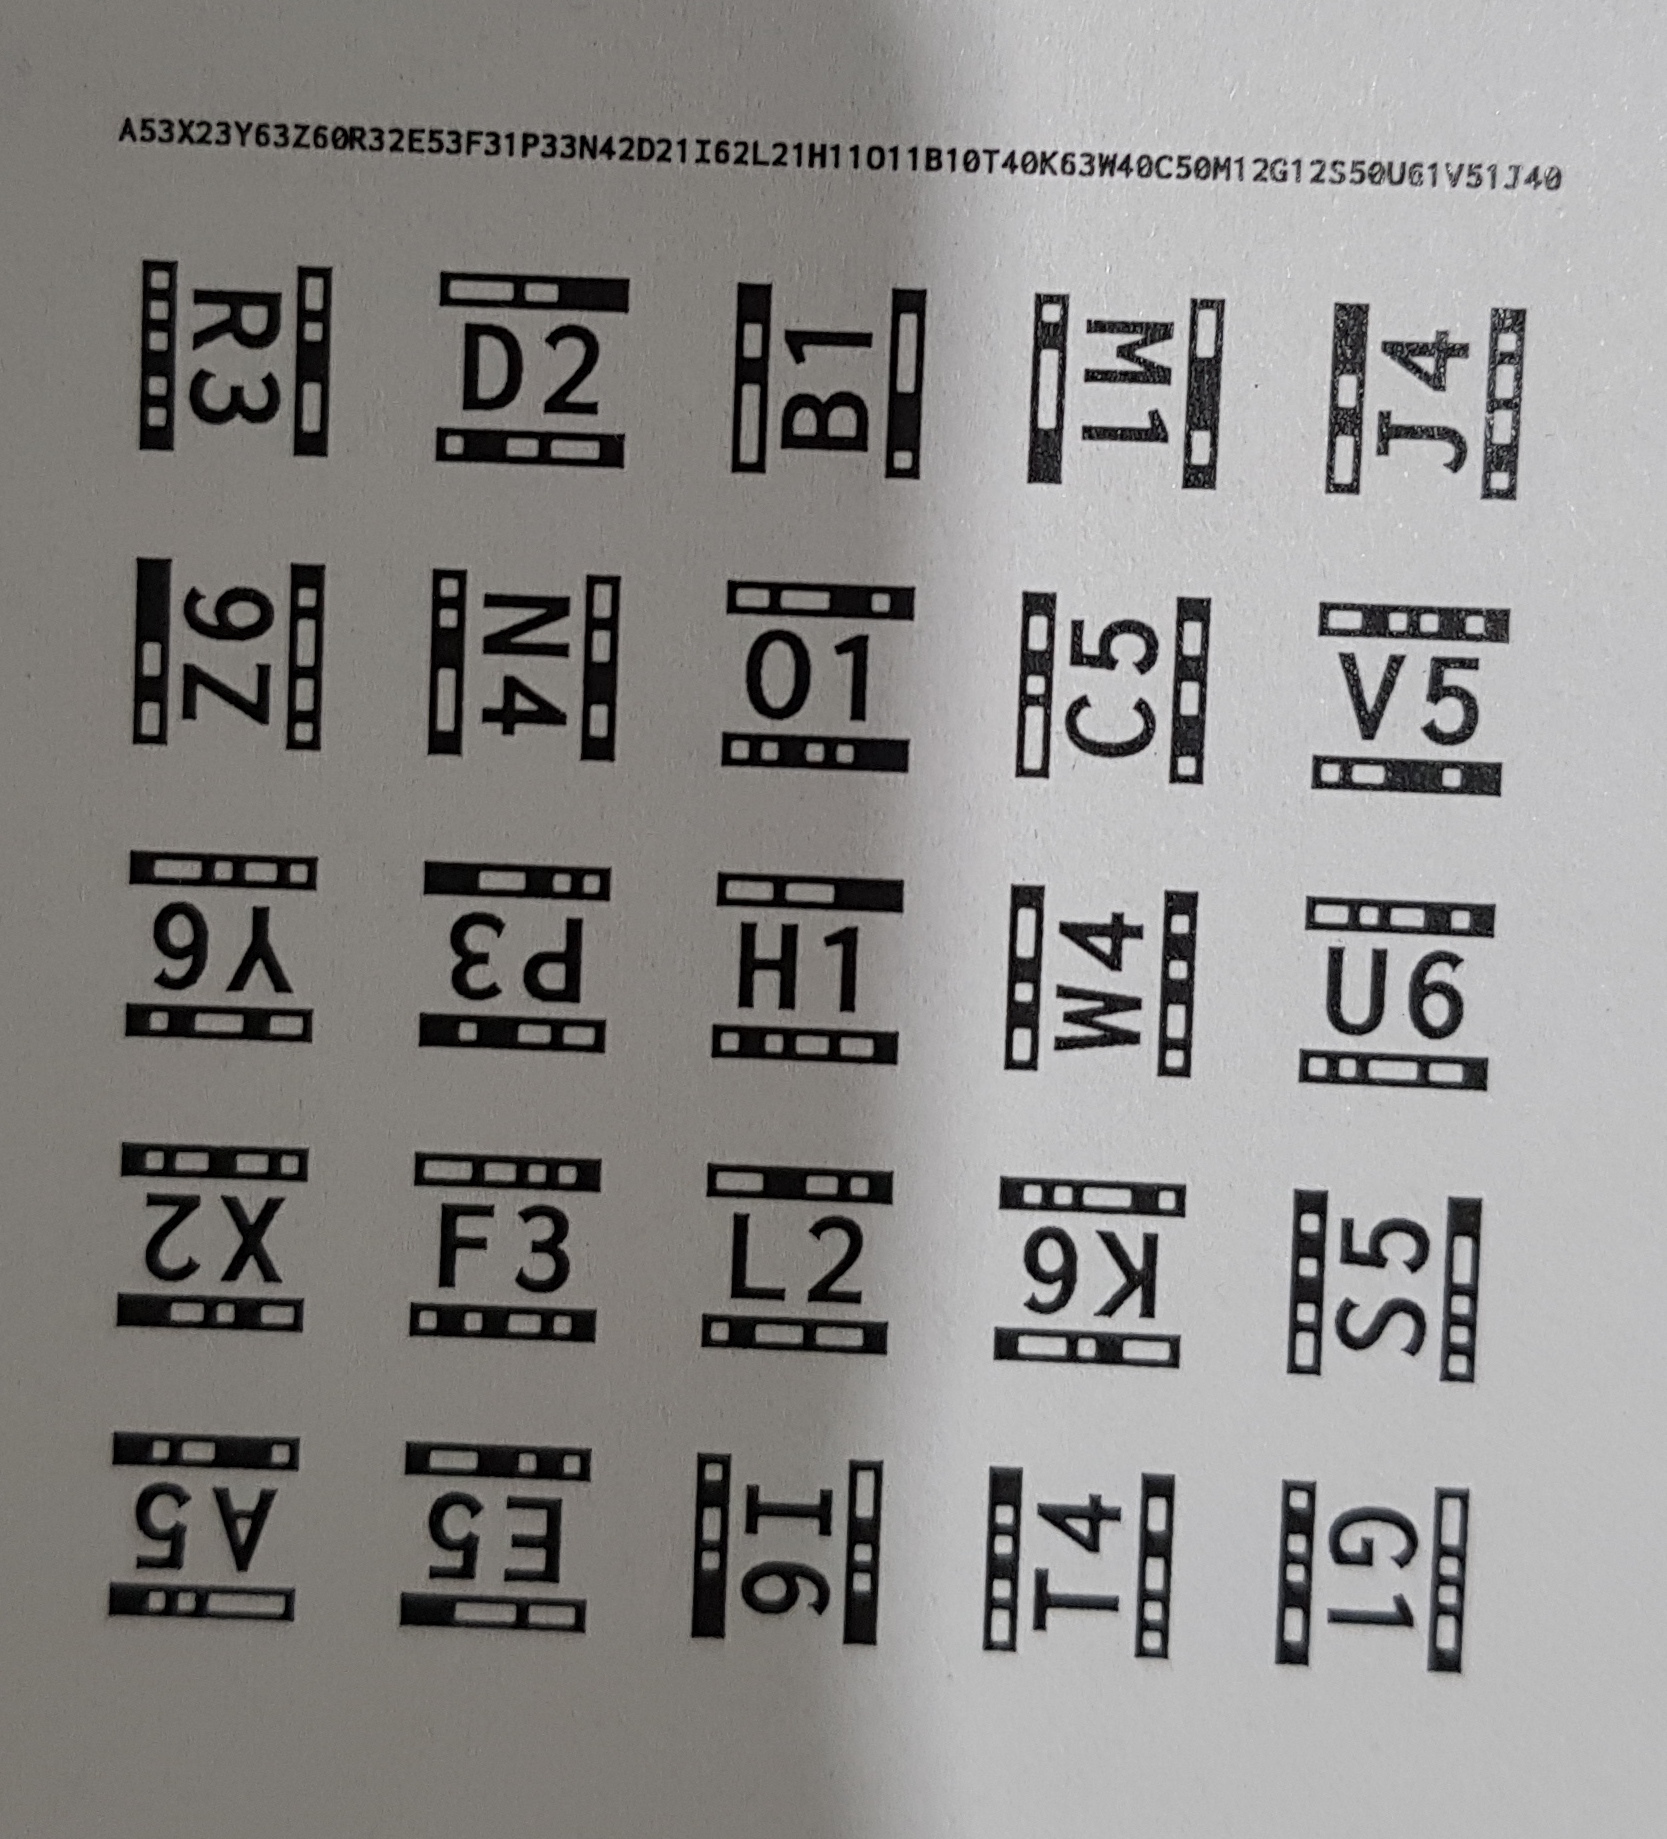 A53X23Y63Z60R32E53F31P33N42D21I62L21H11O11B10T40K63W40C50M12G12S50U61V51J40
R3 D2 B1 M1 J4
Z6 N4 O1 C5 V5
Y6 P3 H1 W4 U6
X2 F3 L2 K6 S5
A5 E5 I6 T4 G1